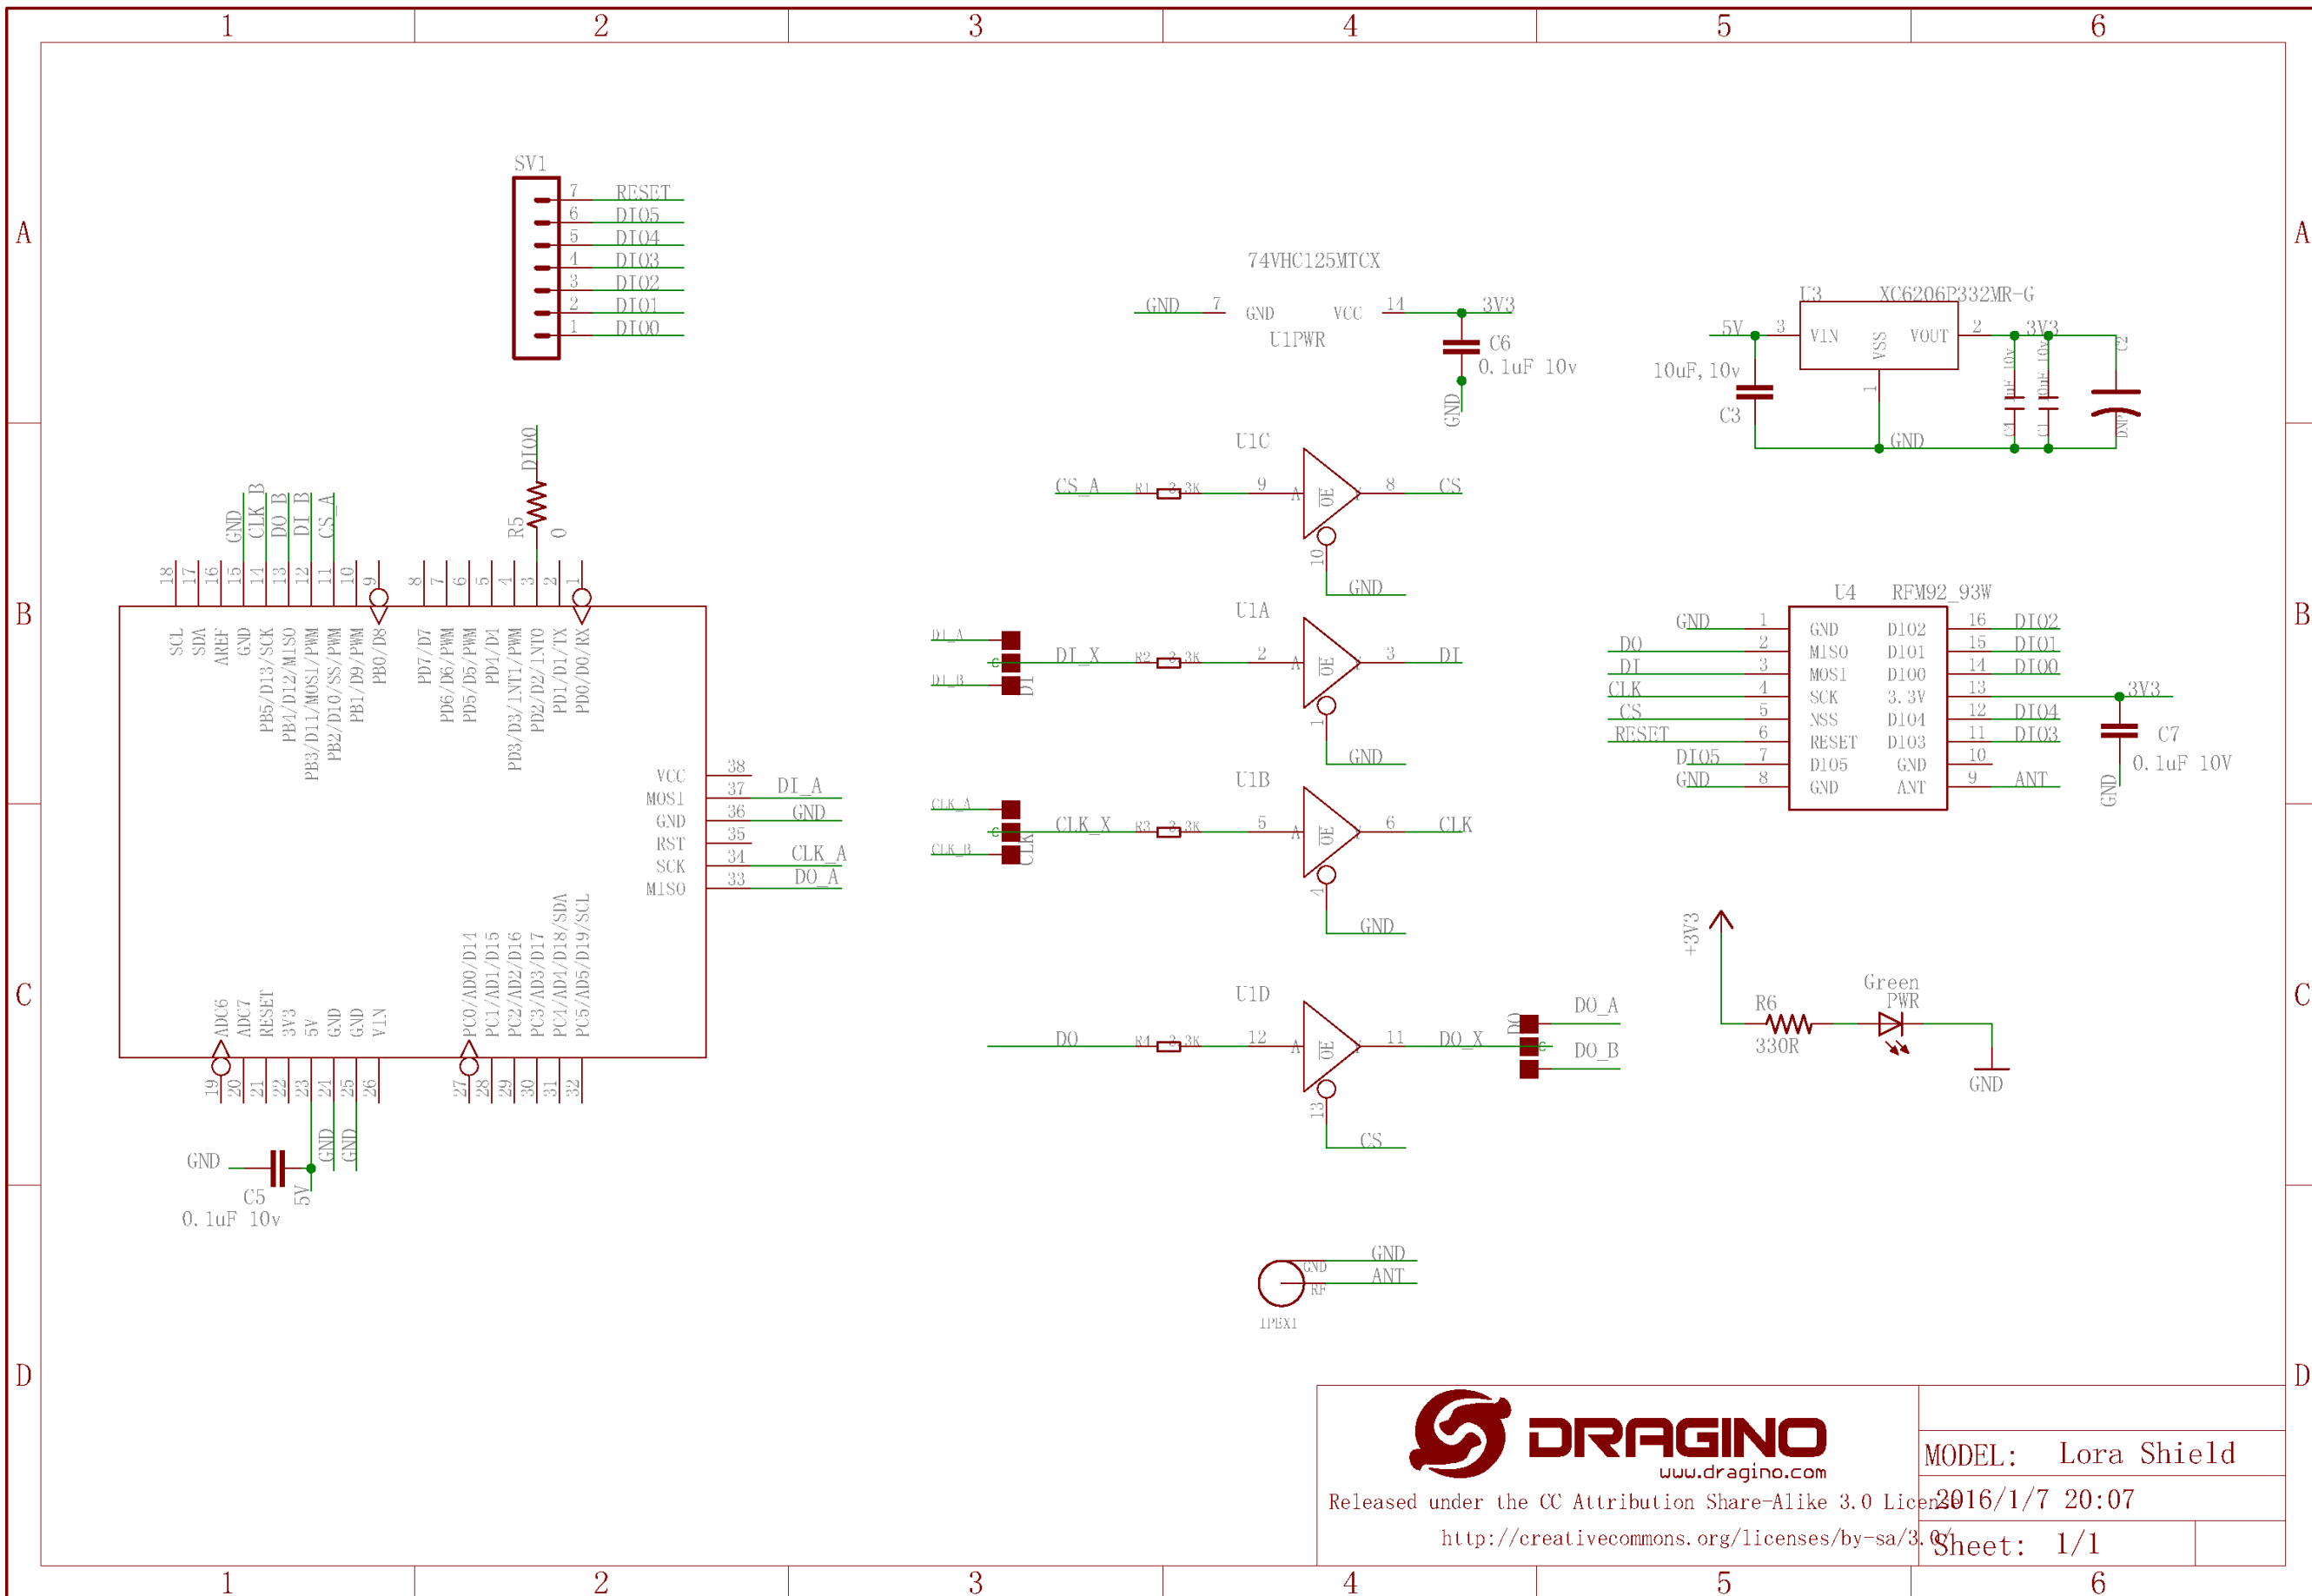 1 2 3 4 5 6
A A
B B
C C
D D
SV1
7 RESET
6 DIO5
5 DIO4
4 DIO3
3 DIO2
2 DIO1
1 DIO0
74VHC125MTCX
GND 7 GND VCC 14 3V3
U1PWR
C6
0.1uF 10v
GND
U3 XC6206P332MR-G
5V 3 VIN VOUT 2 3V3
VSS
1
10uF,10v
C3
GND
C4
C1 10uF 10v
C2
DNP
DIO0
R5 0
GND
CLK_B
DO_B
DI_B
CS_A
18 17 16 15 14 13 12 11 10 9 8 7 6 5 4 3 2 1
SCL
SDA
AREF
GND
PB5/D13/SCK
PB4/D12/MISO
PB3/D11/MOSI/PWM
PB2/D10/SS/PWM
PB1/D9/PWM
PB0/D8
PD7/D7
PD6/D6/PWM
PD5/D5/PWM
PD4/D4
PD3/D3/INT1/PWM
PD2/D2/INT0
PD1/D1/TX
PD0/D0/RX
VCC 38
MOSI 37 DI_A
GND 36 GND
RST 35
SCK 34 CLK_A
MISO 33 DO_A
ADC6
ADC7
RESET
3V3
5V
GND
GND
VIN
PC0/AD0/D14
PC1/AD1/D15
PC2/AD2/D16
PC3/AD3/D17
PC4/AD4/D18/SDA
PC5/AD5/D19/SCL
19 20 21 22 23 24 25 26 27 28 29 30 31 32
GND
GND
GND
C5 5V
0.1uF 10v
U1C
CS_A R1 3.3K 9 A OE Y 8 CS
10
GND
U1A
DI_A
DI_X R2 3.3K 2 A OE Y 3 DI
DI_B
DI
1
GND
U1B
CLK_A
CLK_X R3 3.3K 5 A OE Y 6 CLK
CLK_B
CLK
4
GND
U1D
DO R4 3.3K 12 A OE Y 11 DO_X
DO
DO_A
DO_B
13
CS
U4 RFM92_93W
GND 1 GND DIO2 16 DIO2
DO 2 MISO DIO1 15 DIO1
DI 3 MOSI DIO0 14 DIO0
CLK 4 SCK 3.3V 13 3V3
CS 5 NSS DIO4 12 DIO4
RESET 6 RESET DIO3 11 DIO3
DIO5 7 DIO5 GND 10
GND 8 GND ANT 9 ANT
C7
0.1uF 10V
GND
+3V3
R6
330R
Green
PWR
GND
GND
GND
ANT
RF
IPEX1
DRAGINO
www.dragino.com
Released under the CC Attribution Share-Alike 3.0 License
http://creativecommons.org/licenses/by-sa/3.0/
MODEL: Lora Shield
2016/1/7 20:07
Sheet: 1/1
1 2 3 4 5 6